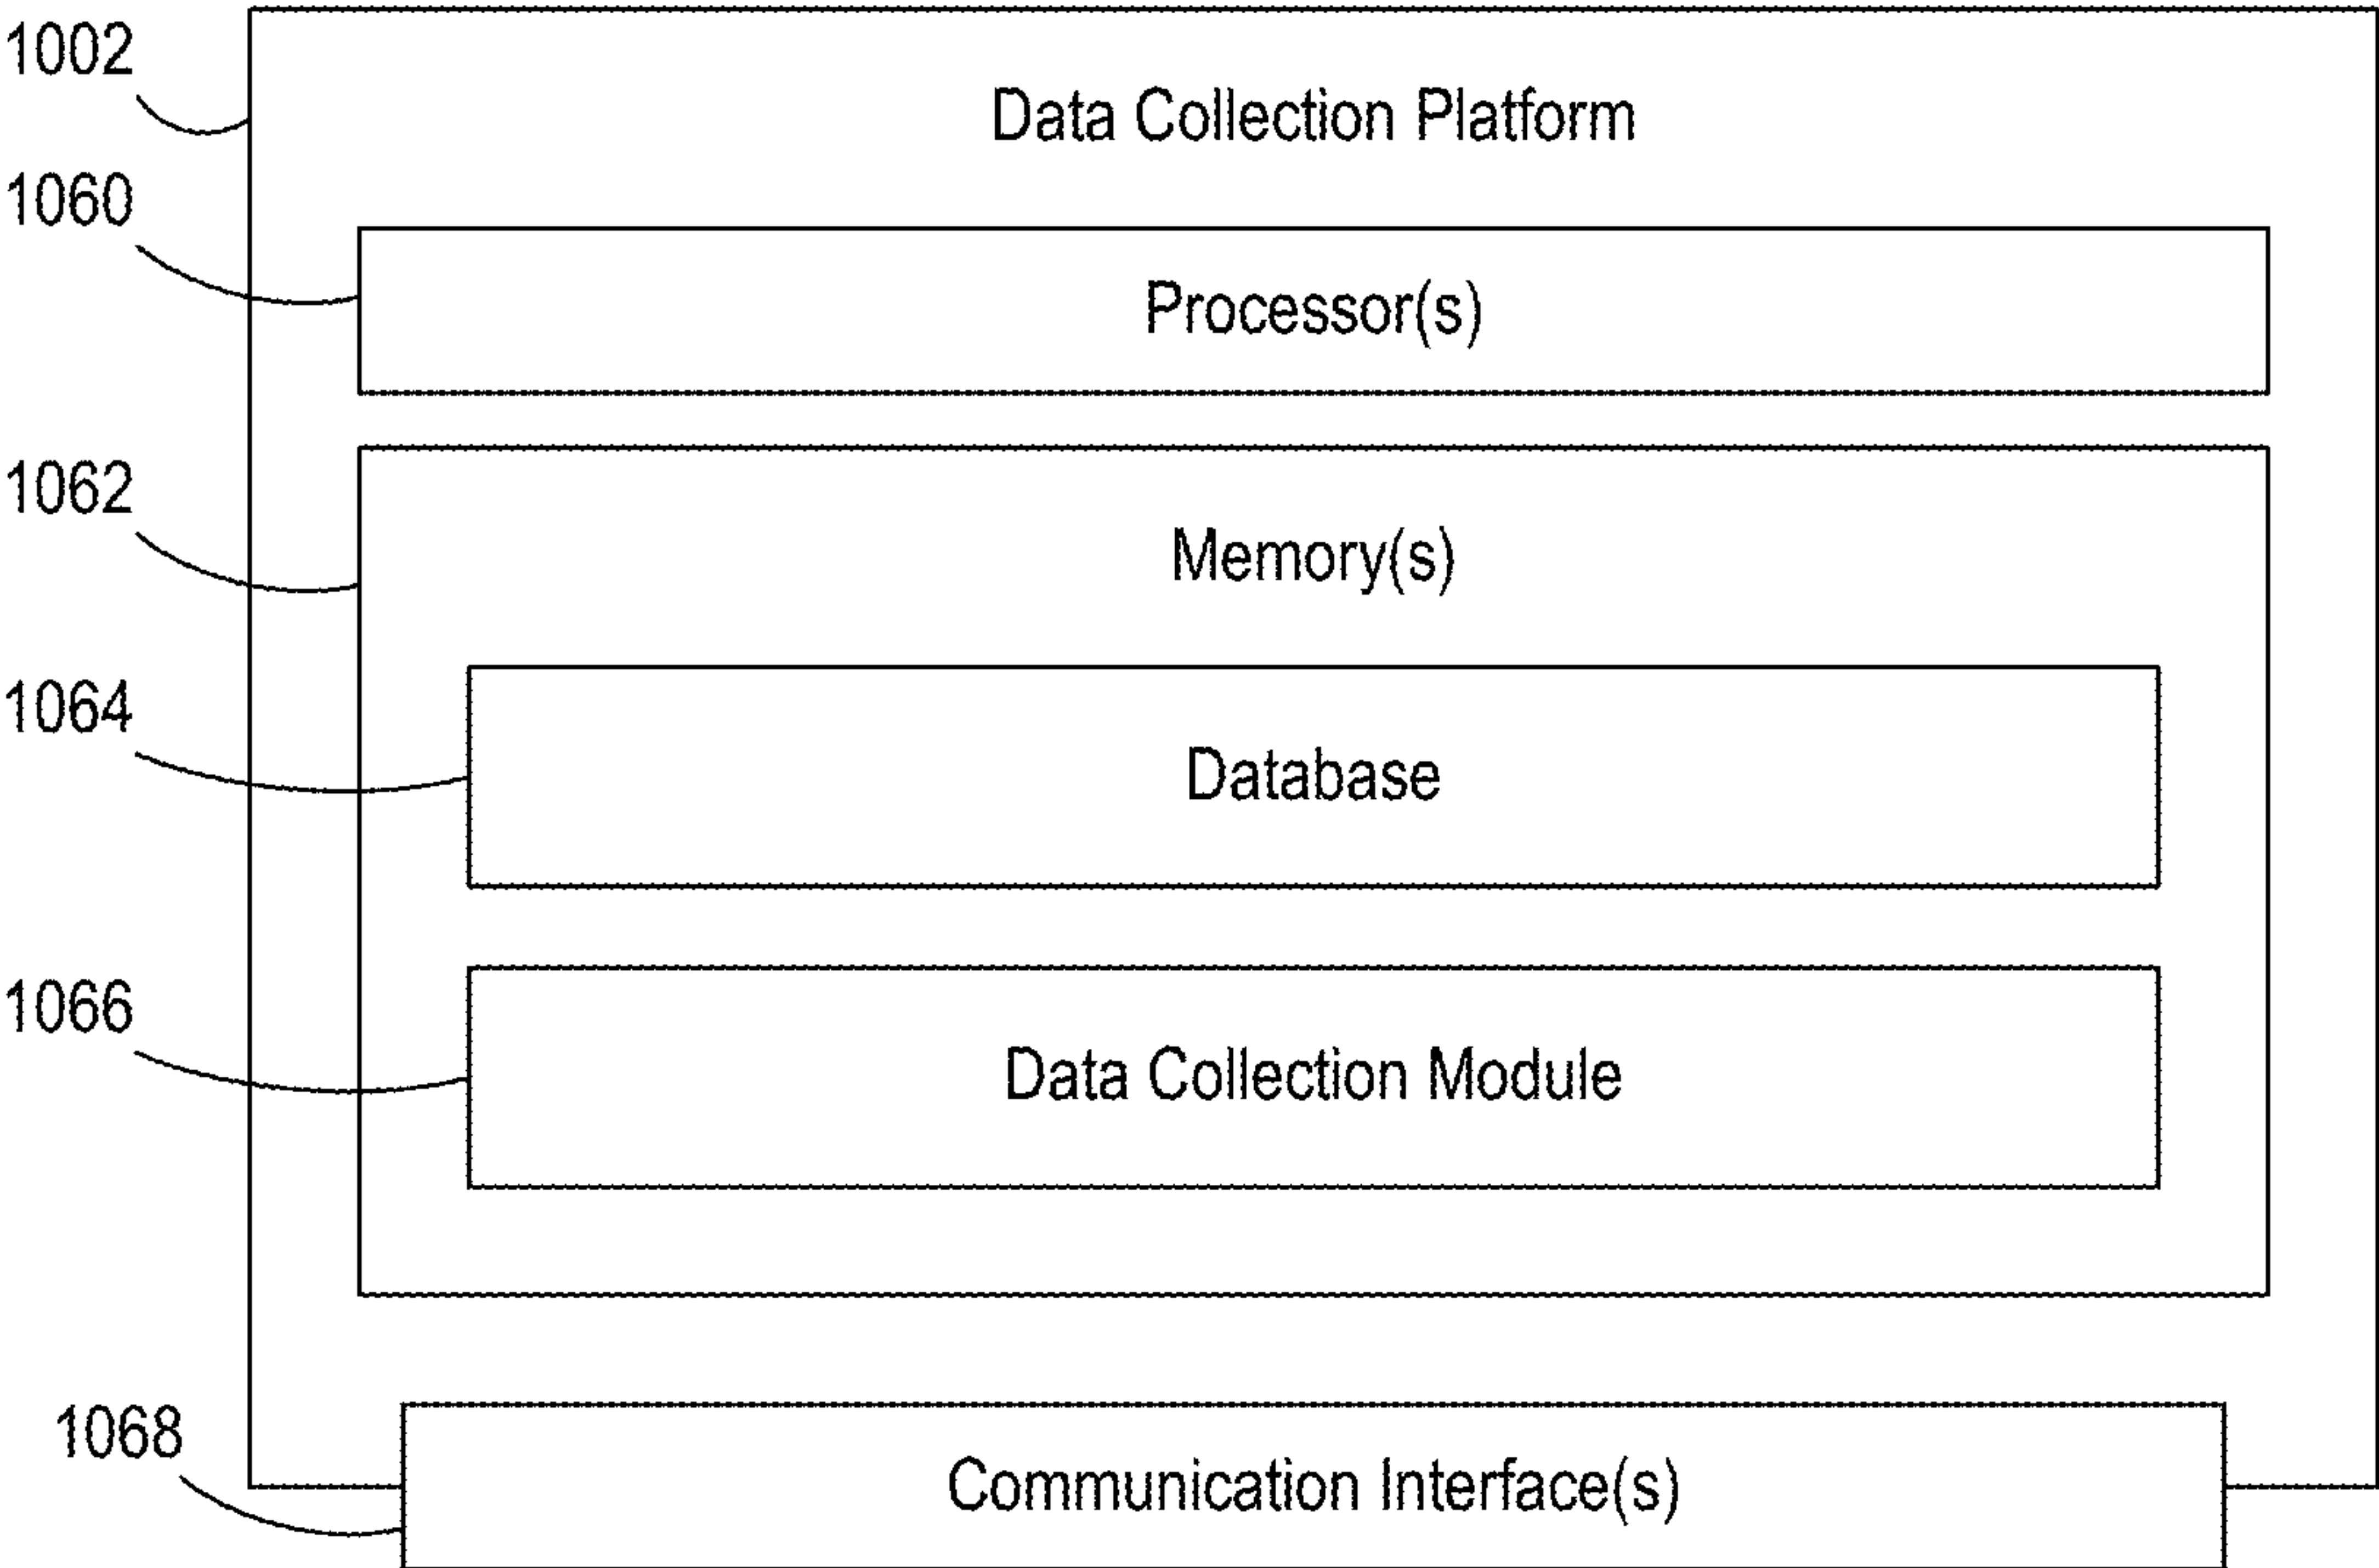 1002
Data Collection Platform
1060
Processor(s)
1062
Memory(s)
1064
Database
1066
Data Collection Module
1068
Communication Interface(s)